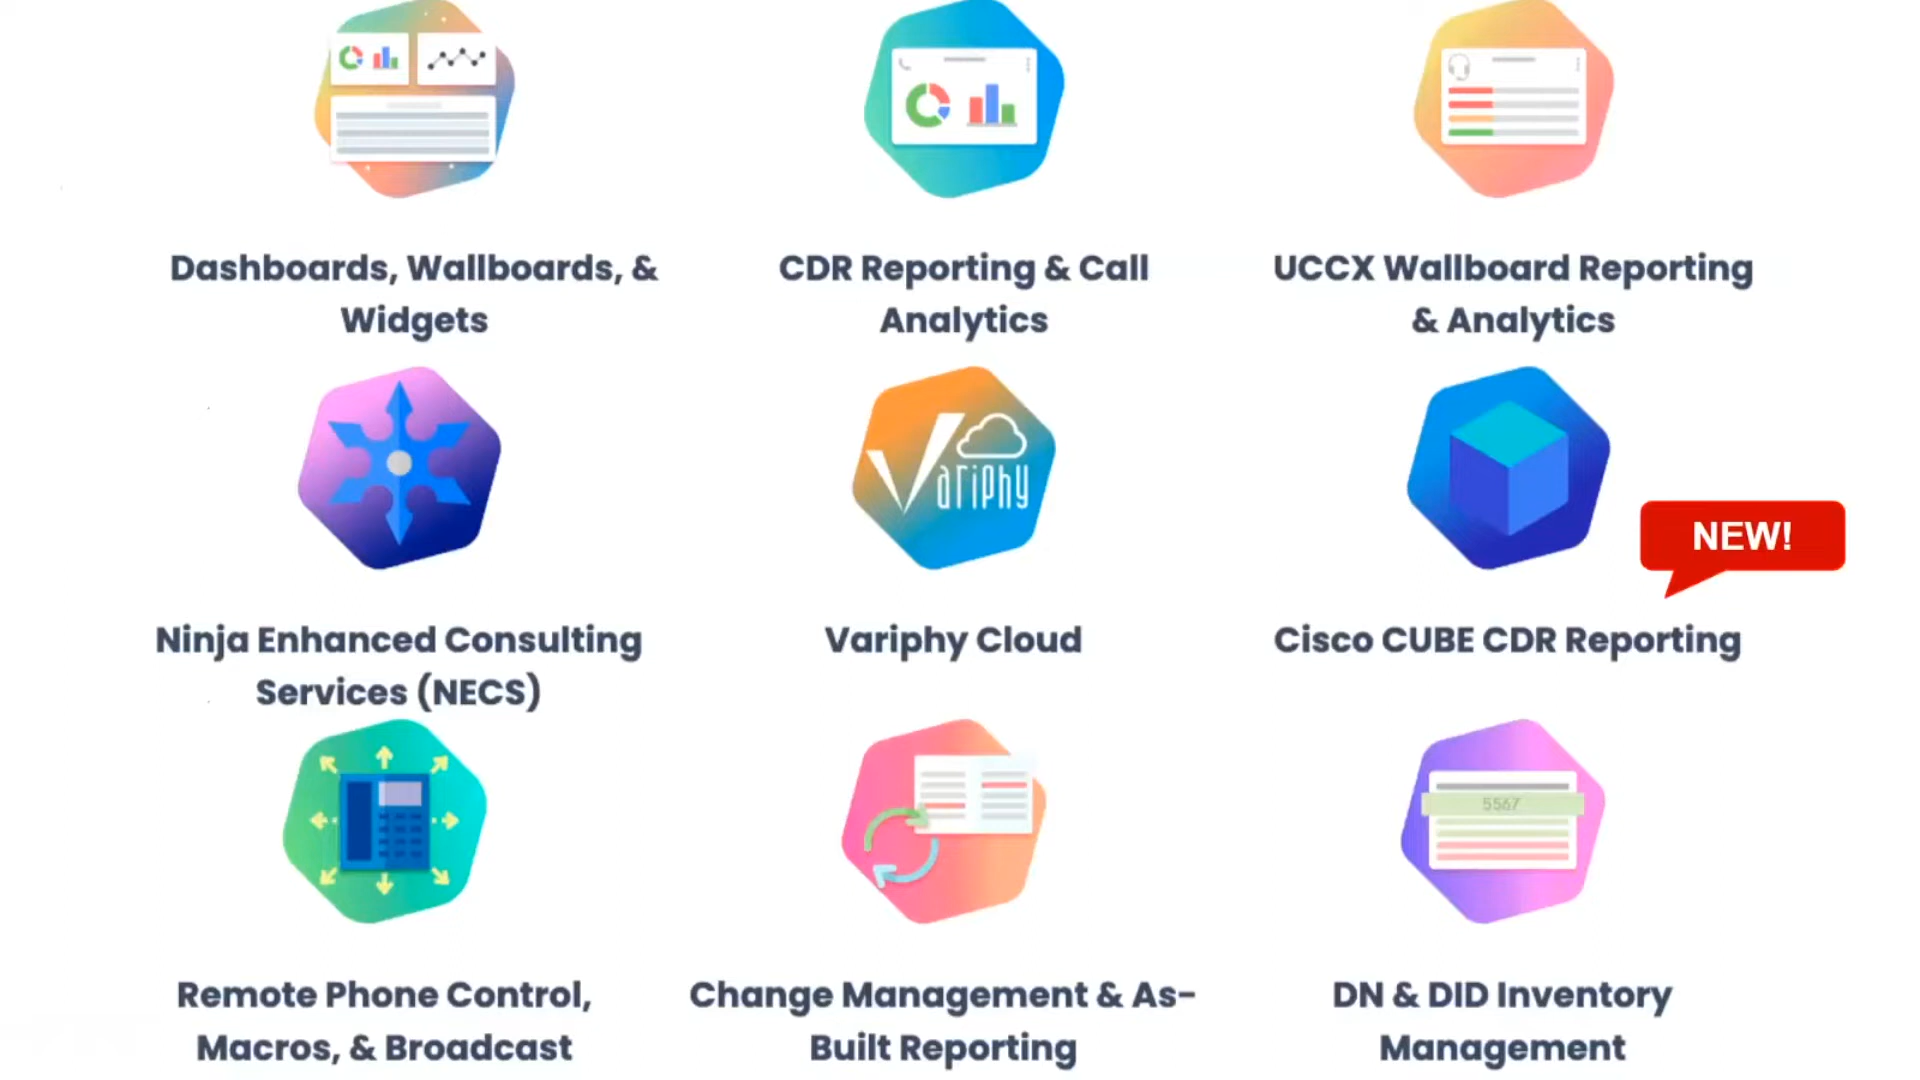 Dashboards, Wallboards, &
Widgets
CDR Reporting & Call
Analytics
UCCX Wallboard Reporting
& Analytics
Variphy
NEW!
Ninja Enhanced Consulting
Services (NECS)
Variphy Cloud
Cisco CUBE CDR Reporting
5567
Remote Phone Control,
Macros, & Broadcast
Change Management & As-
Built Reporting
DN & DID Inventory
Management